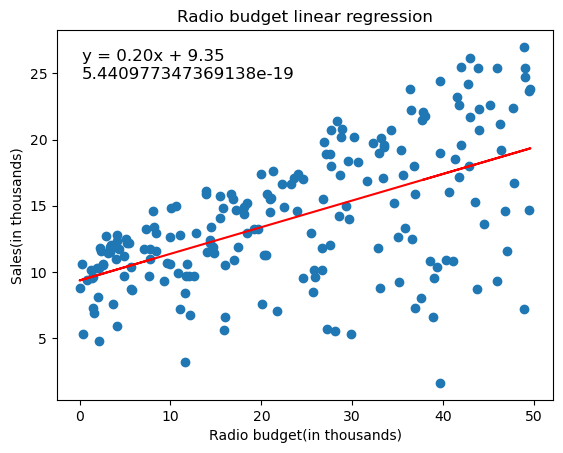 Radio budget linear regression
y = 0.20x + 9.35
5.440977347369138e-19
Sales(in thousands)
25
20
15
10
5
0 10 20 30 40 50
Radio budget(in thousands)